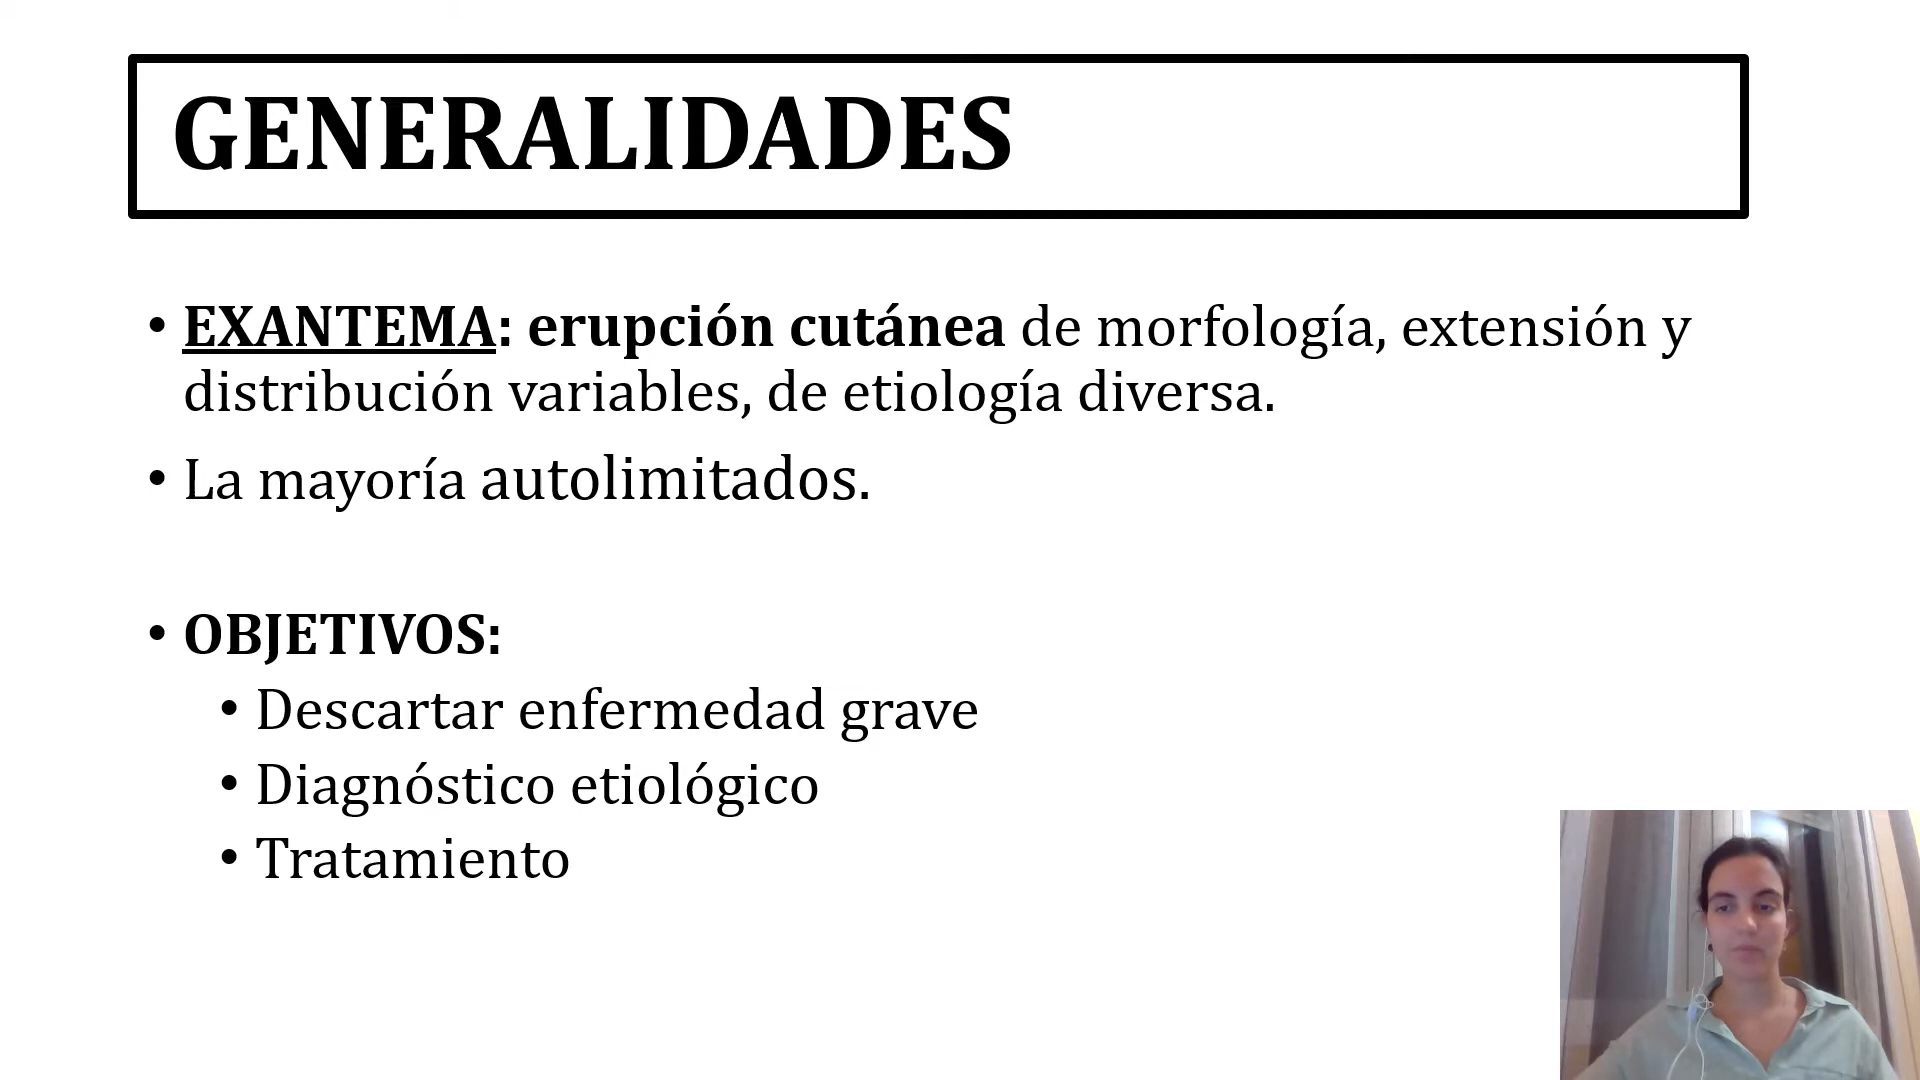 GENERALIDADES
• EXANTEMA: erupción cutánea de morfología, extensión y
distribución variables, de etiología diversa.
• La mayoría autolimitados.
• OBJETIVOS:
• Descartar enfermedad grave
• Diagnóstico etiológico
• Tratamiento